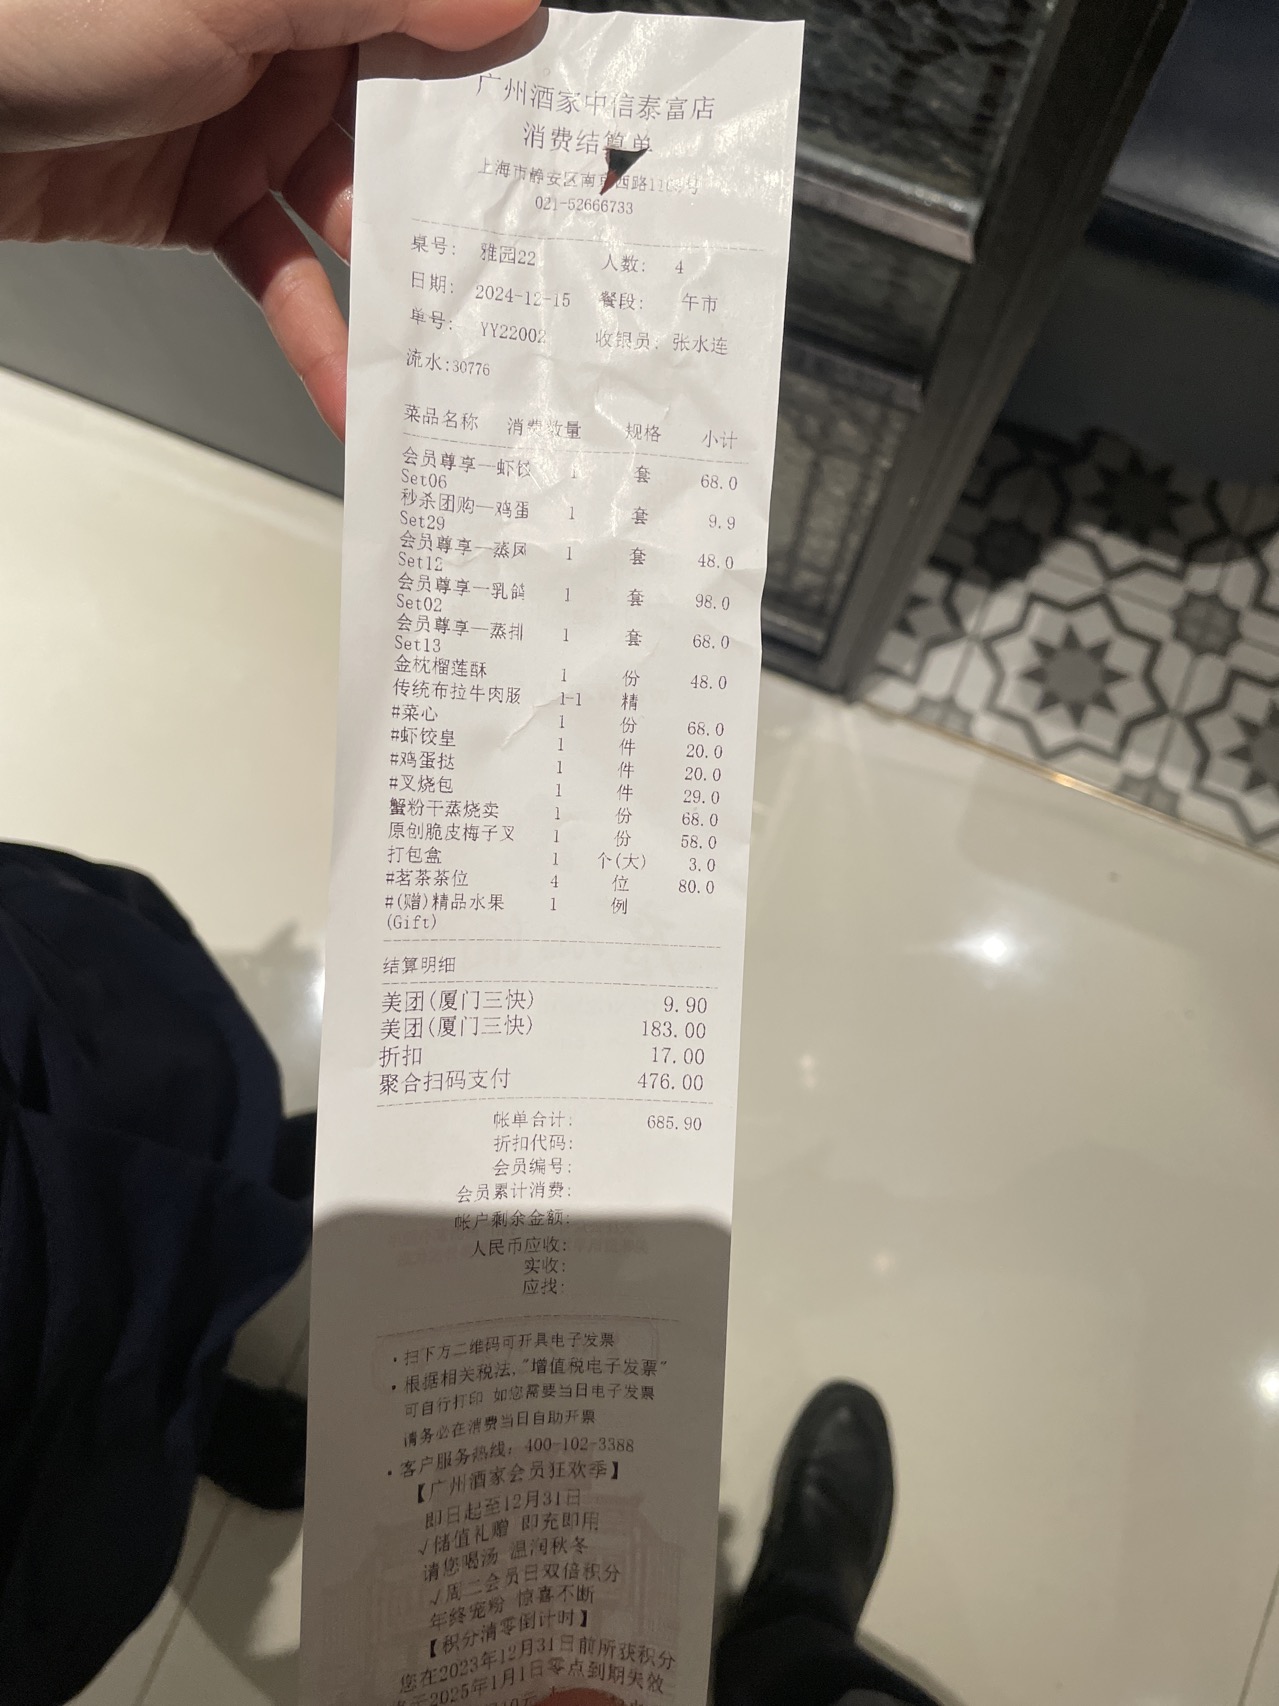 广州酒家中信泰富店
消费结算单
上海市静安区南京西路11 号
021-52666733
桌号: 雅园22 人数: 4
日期: 2024-12-15 餐段: 午市
单号: YY22002 收银员: 张水连
流水:30776
菜品名称 消费数量 规格 小计
会员尊享一虾饺 1 套 68.0
Set06
秒杀团购一鸡蛋 1 套 9.9
Set29
会员尊享一蒸凤 1 套 48.0
Set12
会员尊享一乳鸽 1 套 98.0
Set02
会员尊享一蒸排 1 套 68.0
Set13
金枕榴莲酥 1 份 48.0
传统布拉牛肉肠 1-1 精
#菜心 1 份 68.0
#虾饺皇 1 件 20.0
#鸡蛋挞 1 件 20.0
#叉烧包 1 件 29.0
蟹粉干蒸烧卖 1 份 68.0
原创脆皮梅子叉 1 份 58.0
打包盒 1 个(大) 3.0
#茗茶茶位 4 位 80.0
#(赠)精品水果 1 例
(Gift)
结算明细
美团(厦门三快) 9.90
美团(厦门三快) 183.00
折扣 17.00
聚合扫码支付 476.00
帐单合计: 685.90
折扣代码:
会员编号:
会员累计消费:
帐户剩余金额:
人民币应收:
实收:
应找:
·扫下方二维码可开具电子发票
·根据相关税法,"增值税电子发票"
可自行打印 如您需要当日电子发票
请务必在消费当日自助开票
·客户服务热线: 400-102-3388
【广州酒家会员狂欢季】
即日起至12月31日
√储值礼赠 即充即用
请您喝汤 温润秋冬
√周二会员日双倍积分
年终宠粉 惊喜不断
【积分清零倒计时】
您在2023年12月31日前所获积分
2025年1月1日零点到期失效